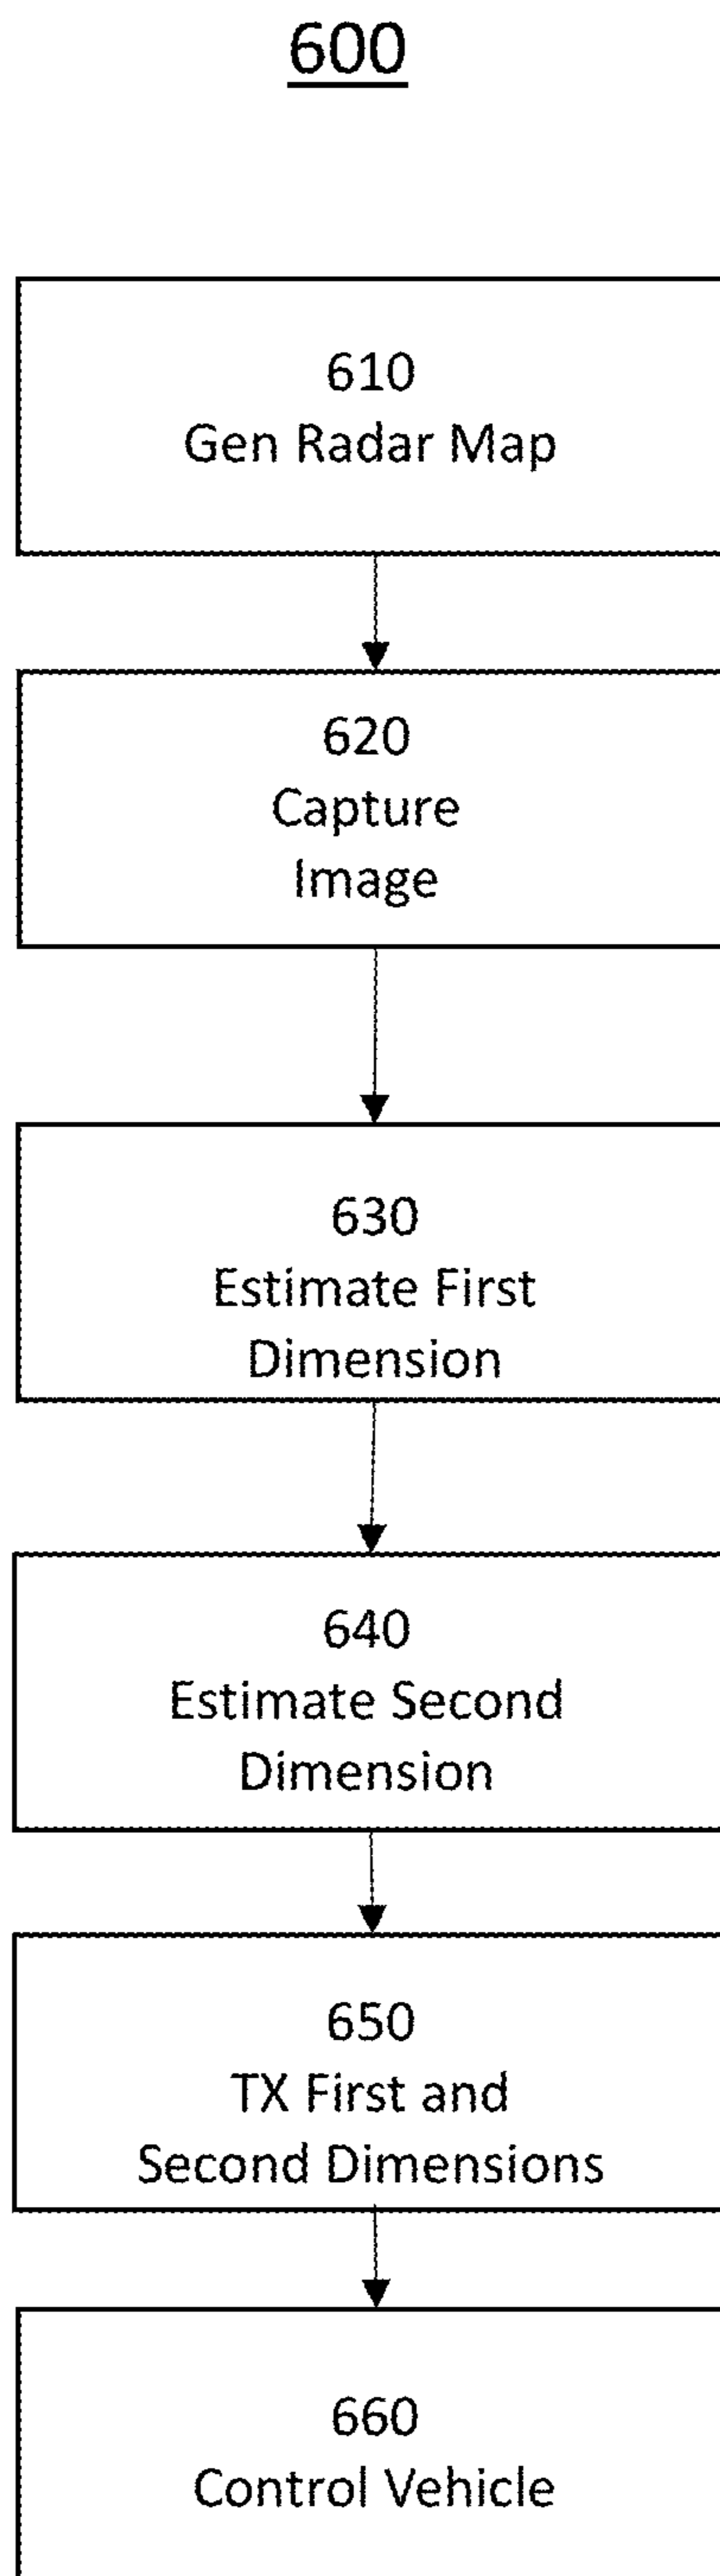 600
610
Gen Radar Map
620
Capture
Image
630
Estimate First
Dimension
640
Estimate Second
Dimension
650
TX First and
Second Dimensions
660
Control Vehicle